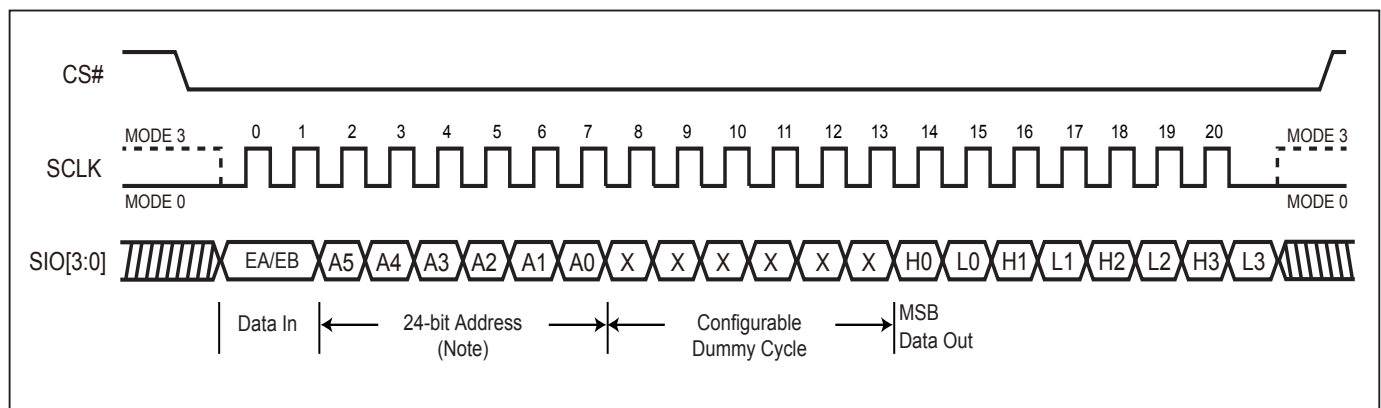 CS#
MODE 3 0 1 2 3 4 5 6 7 8 9 10 11 12 13 14 15 16 17 18 19 20 MODE 3
SCLK
MODE 0 MODE 0
SIO[3:0] EA/EB A5 A4 A3 A2 A1 A0 X X X X X X H0 L0 H1 L1 H2 L2 H3 L3
Data In
24-bit Address
(Note)
Configurable
Dummy Cycle
MSB
Data Out